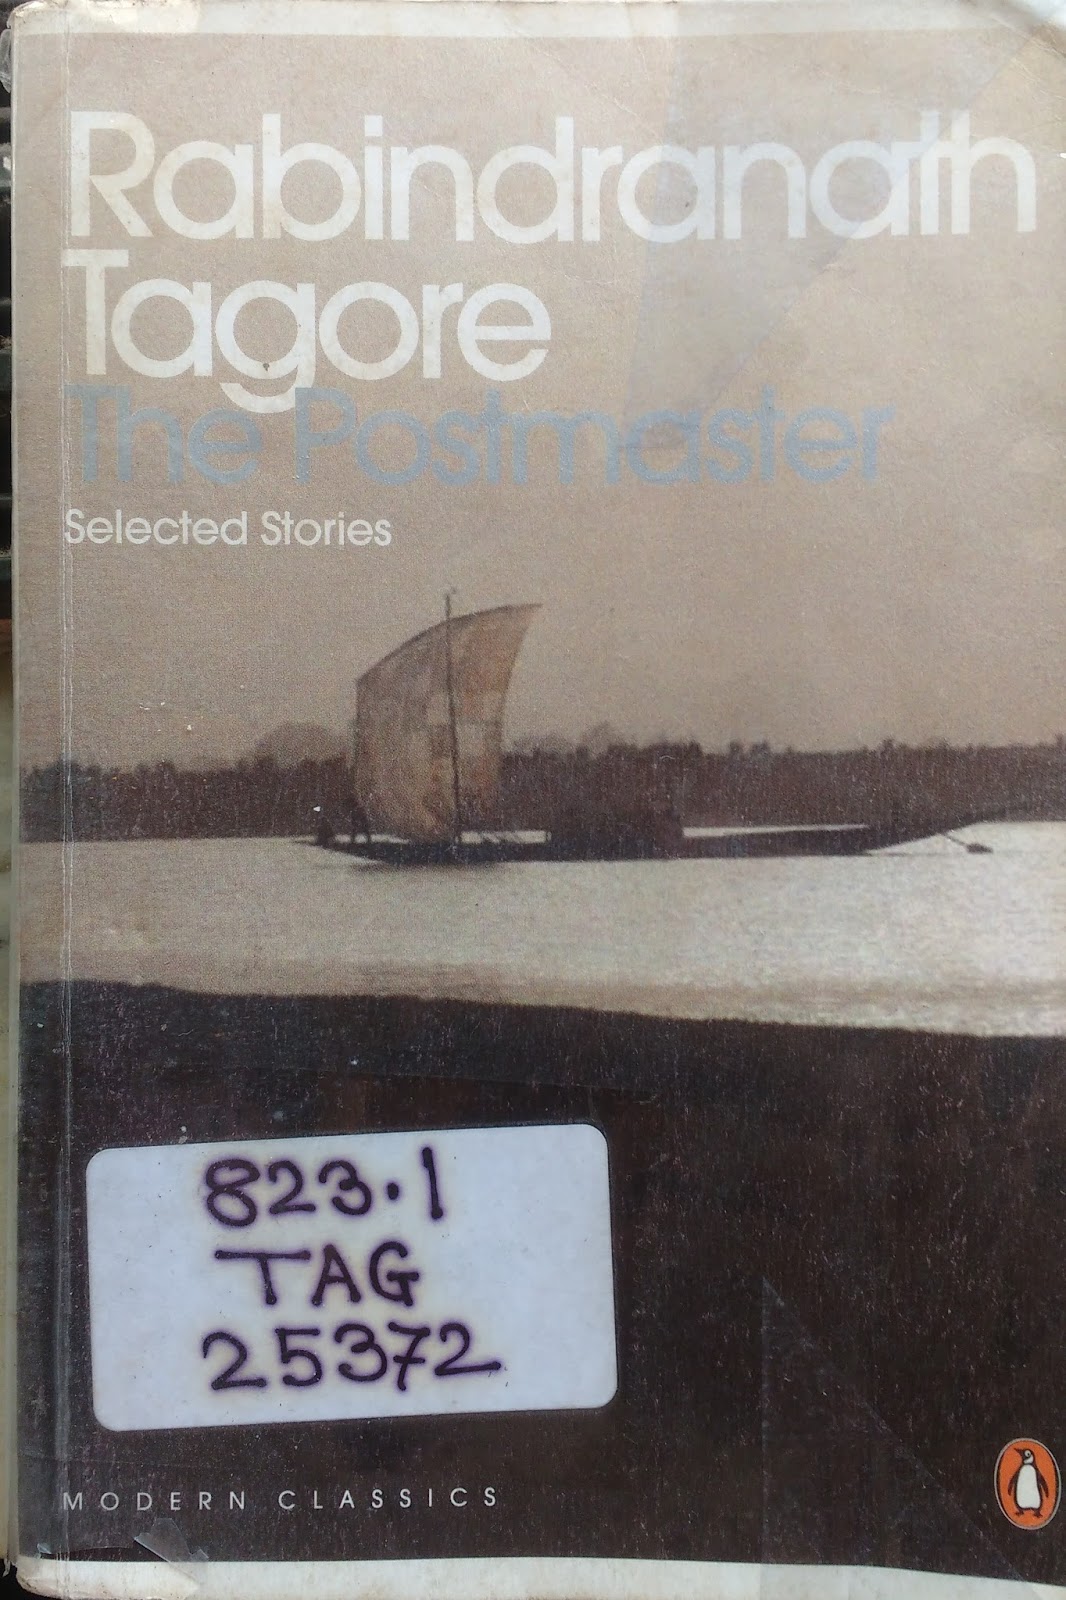 Rabindranath
Tagore
The Postmaster
Selected Stories
823.1
TAG
25372
MODERN CLASSICS